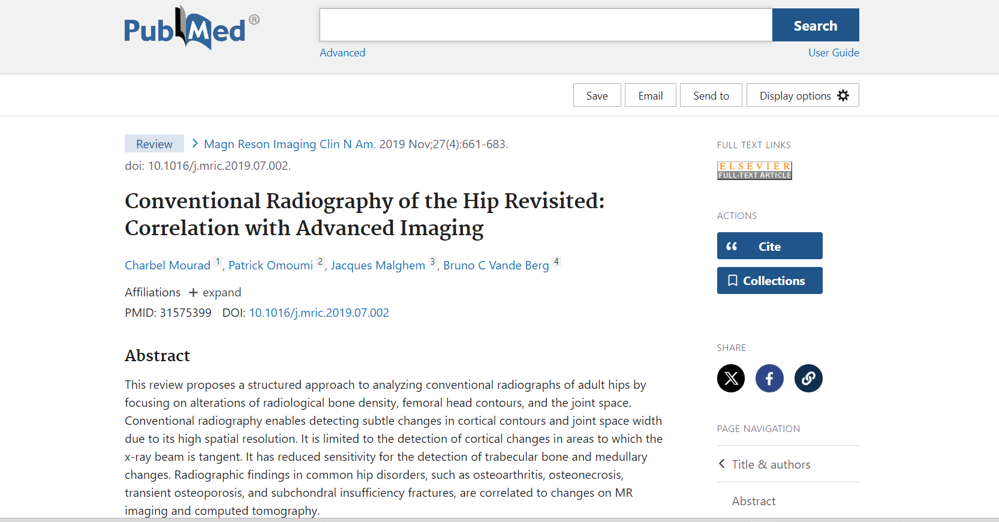 PubMed®
Search
Advanced
User Guide
Save
Email
Send to
Display options
Review
Magn Reson Imaging Clin N Am. 2019 Nov;27(4):661-683.
doi: 10.1016/j.mric.2019.07.002.
Conventional Radiography of the Hip Revisited:
Correlation with Advanced Imaging
Charbel Mourad 1, Patrick Omoumi 2, Jacques Malghem 3, Bruno C Vande Berg 4
Affiliations + expand
PMID: 31575399 DOI: 10.1016/j.mric.2019.07.002
Abstract
This review proposes a structured approach to analyzing conventional radiographs of adult hips by
focusing on alterations of radiological bone density, femoral head contours, and the joint space.
Conventional radiography enables detecting subtle changes in cortical contours and joint space width
due to its high spatial resolution. It is limited to the detection of cortical changes in areas to which the
x-ray beam is tangent. It has reduced sensitivity for the detection of trabecular bone and medullary
changes. Radiographic findings in common hip disorders, such as osteoarthritis, osteonecrosis,
transient osteoporosis, and subchondral insufficiency fractures, are correlated to changes on MR
imaging and computed tomography.
FULL TEXT LINKS
ELSEVIER
FULL-TEXT ARTICLE
ACTIONS
Cite
Collections
SHARE
PAGE NAVIGATION
Title & authors
Abstract